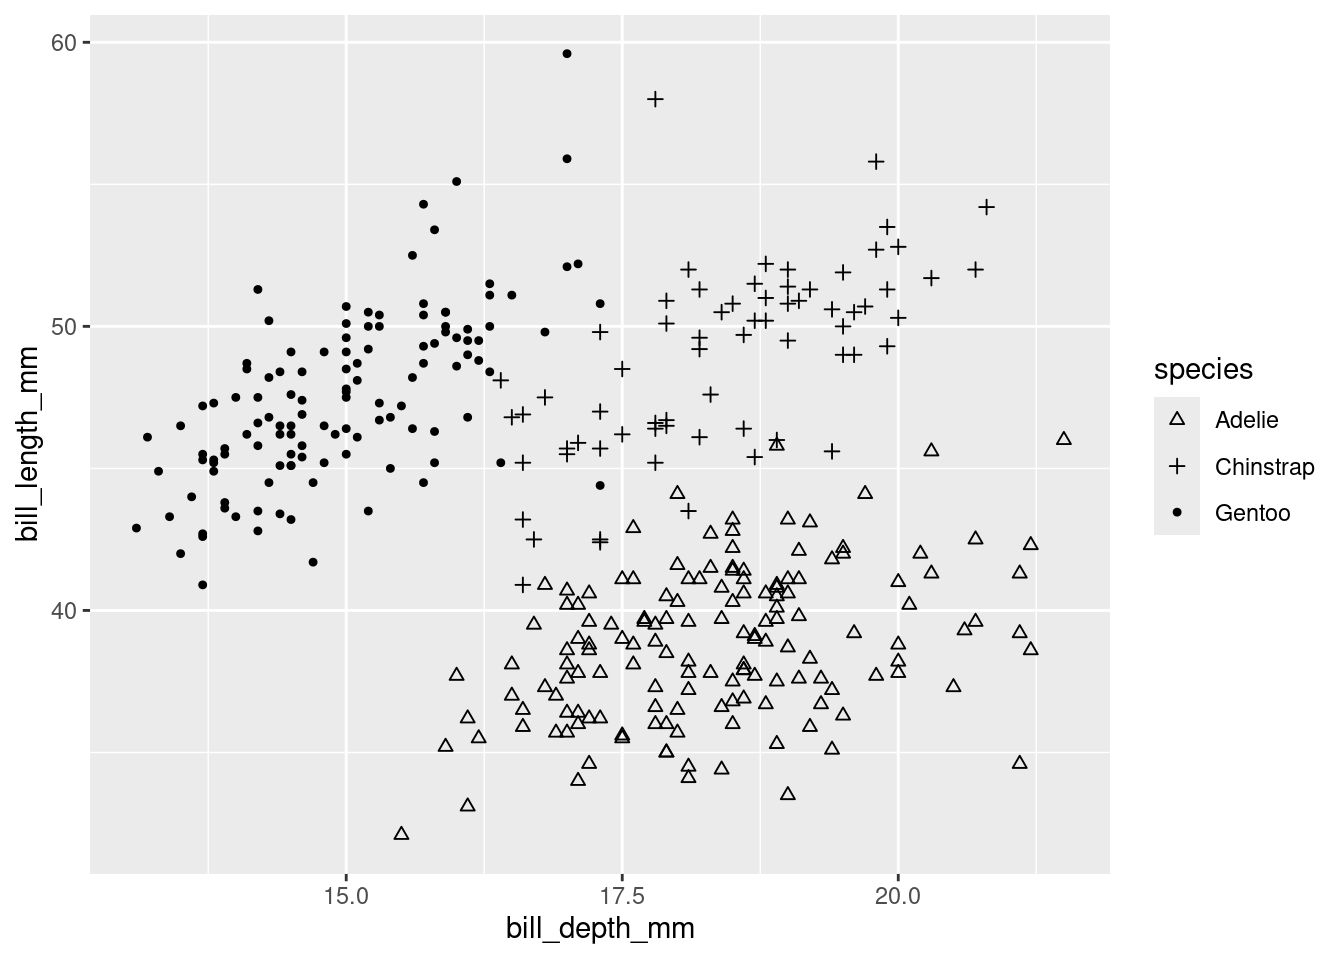 60
50
40
bill_length_mm
15.0
17.5
20.0
bill_depth_mm
species
Adelie
Chinstrap
Gentoo